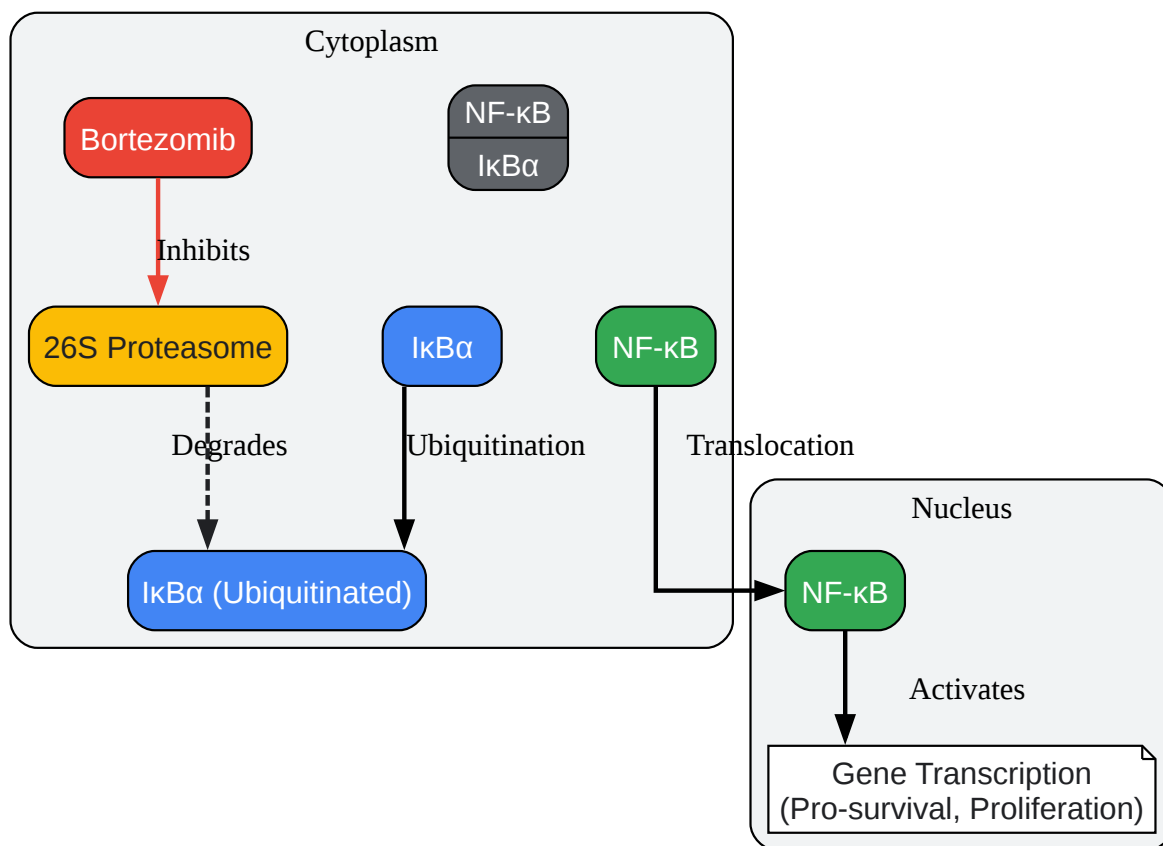 Cytoplasm
Bortezomib
NF-κB
IκBα
Inhibits
26S Proteasome
IκBα
NF-κB
Degrades
Ubiquitination
Translocation
IκBα (Ubiquitinated)
Nucleus
NF-κB
Activates
Gene Transcription
(Pro-survival, Proliferation)